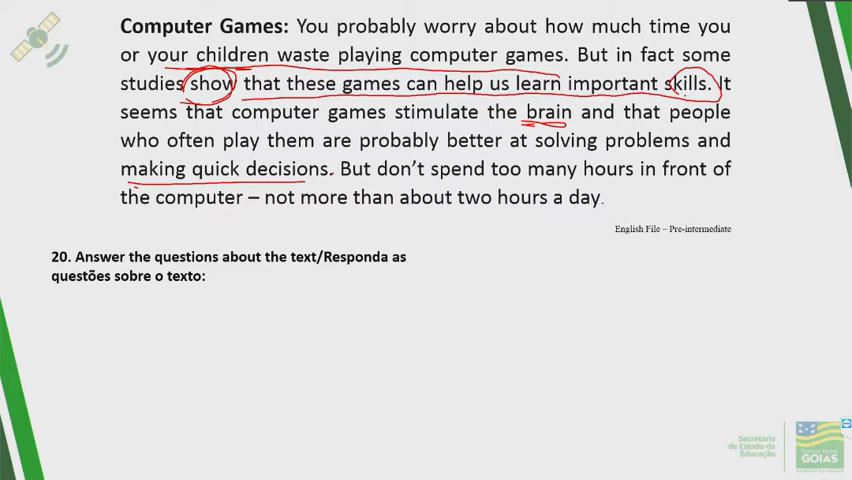 Computer Games: You probably worry about how much time you
or your children waste playing computer games. But in fact some
studies show that these games can help us learn important skills. It
seems that computer games stimulate the brain and that people
who often play them are probably better at solving problems and
making quick decisions. But don't spend too many hours in front of
the computer – not more than about two hours a day.
English File – Pre-intermediate
20. Answer the questions about the text/Responda as
questões sobre o texto:
Secretaria
de Estado da
Educação
GOIÁS